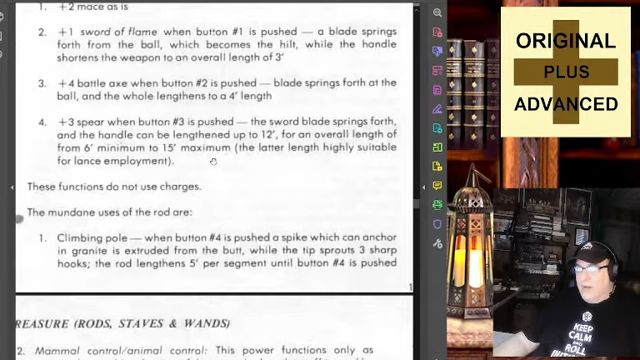 1. +2 mace as is
2. +1 sword of flame when button #1 is pushed — a blade springs
forth from the ball, which becomes the hilt, while the handle
shortens the weapon to an overall length of 3'
3. +4 battle axe when button #2 is pushed — blade springs forth at the
ball, and the whole lengthens to a 4' length
4. +3 spear when button #3 is pushed — the sword blade springs forth,
and the handle can be lengthened up to 12', for an overall length of
from 6' minimum to 15' maximum (the latter length highly suitable
for lance employment).
These functions do not use charges.
The mundane uses of the rod are:
1. Climbing pole — when button #4 is pushed a spike which can anchor
in granite is extruded from the butt, while the tip sprouts 3 sharp
hooks; the rod lengthens 5' per segment until button #4 is pushed
1
REASURE (RODS, STAVES & WANDS)
2. Mammal control/animal control: This power functions only as
ORIGINAL
PLUS
ADVANCED
KEEP
CALM
AND
ROLL